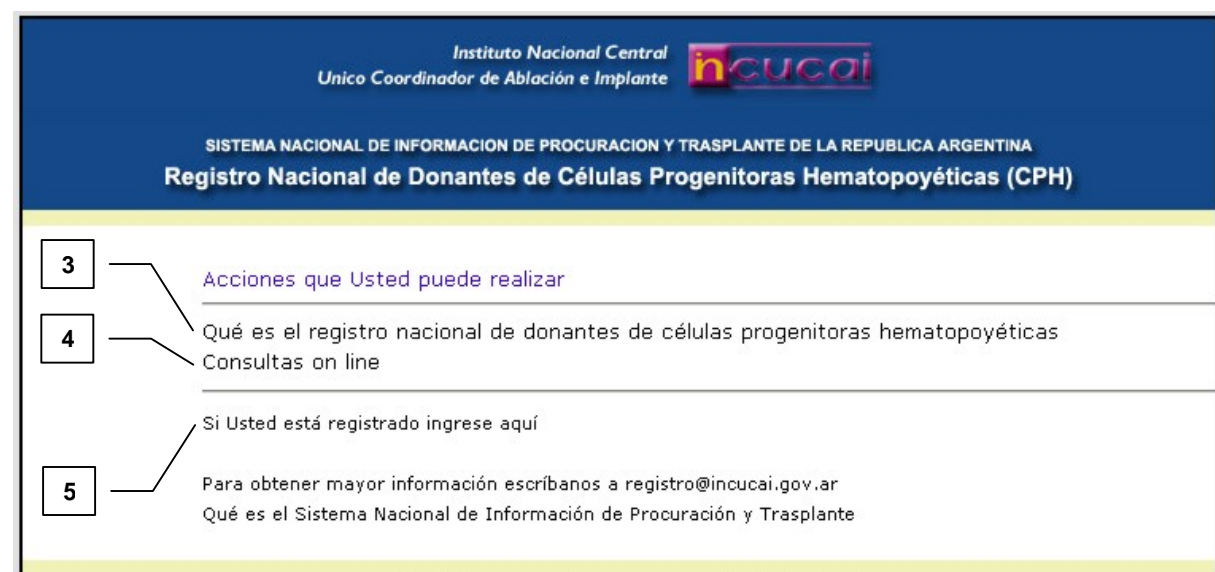 Instituto Nacional Central
Unico Coordinador de Ablación e Implante
incucai
SISTEMA NACIONAL DE INFORMACION DE PROCURACION Y TRASPLANTE DE LA REPUBLICA ARGENTINA
Registro Nacional de Donantes de Células Progenitoras Hematopoyéticas (CPH)
3
Acciones que Usted puede realizar
Qué es el registro nacional de donantes de células progenitoras hematopoyéticas
4
Consultas on line
Si Usted está registrado ingrese aquí
5
Para obtener mayor información escríbanos a registro@incucai.gov.ar
Qué es el Sistema Nacional de Información de Procuración y Trasplante